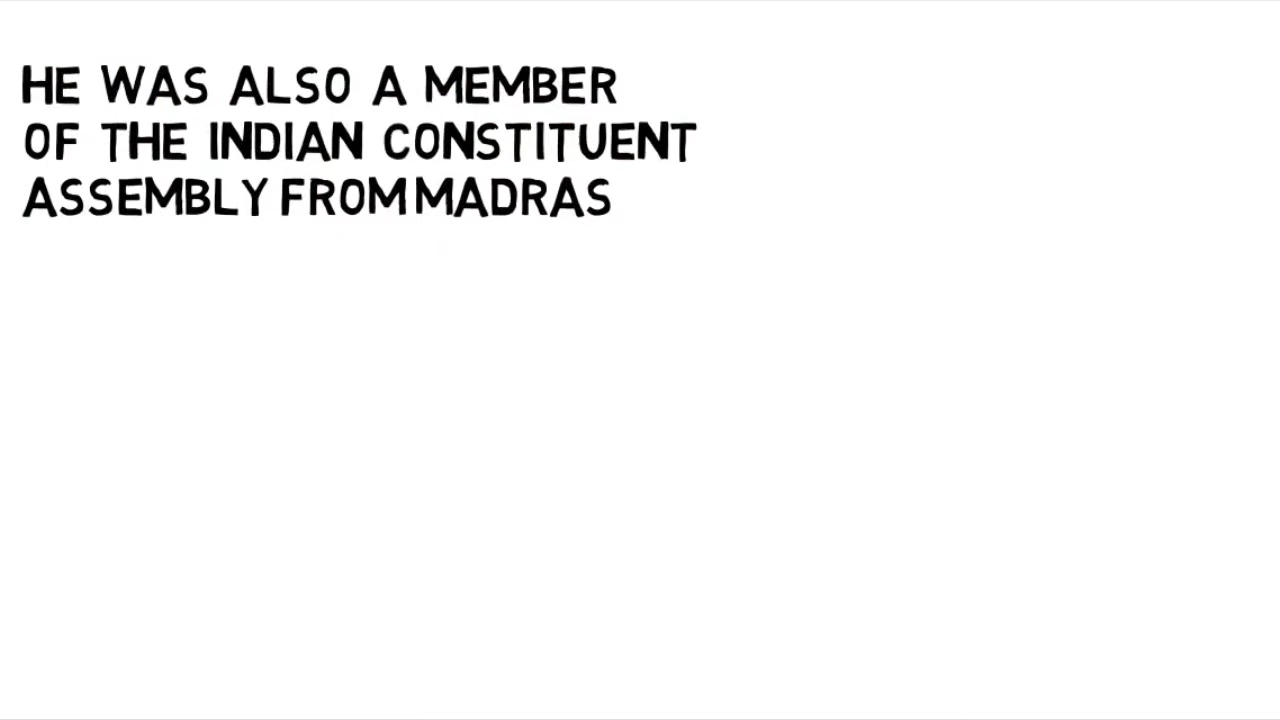 HE WAS ALSO A MEMBER
OF THE INDIAN CONSTITUENT
ASSEMBLY FROM MADRAS